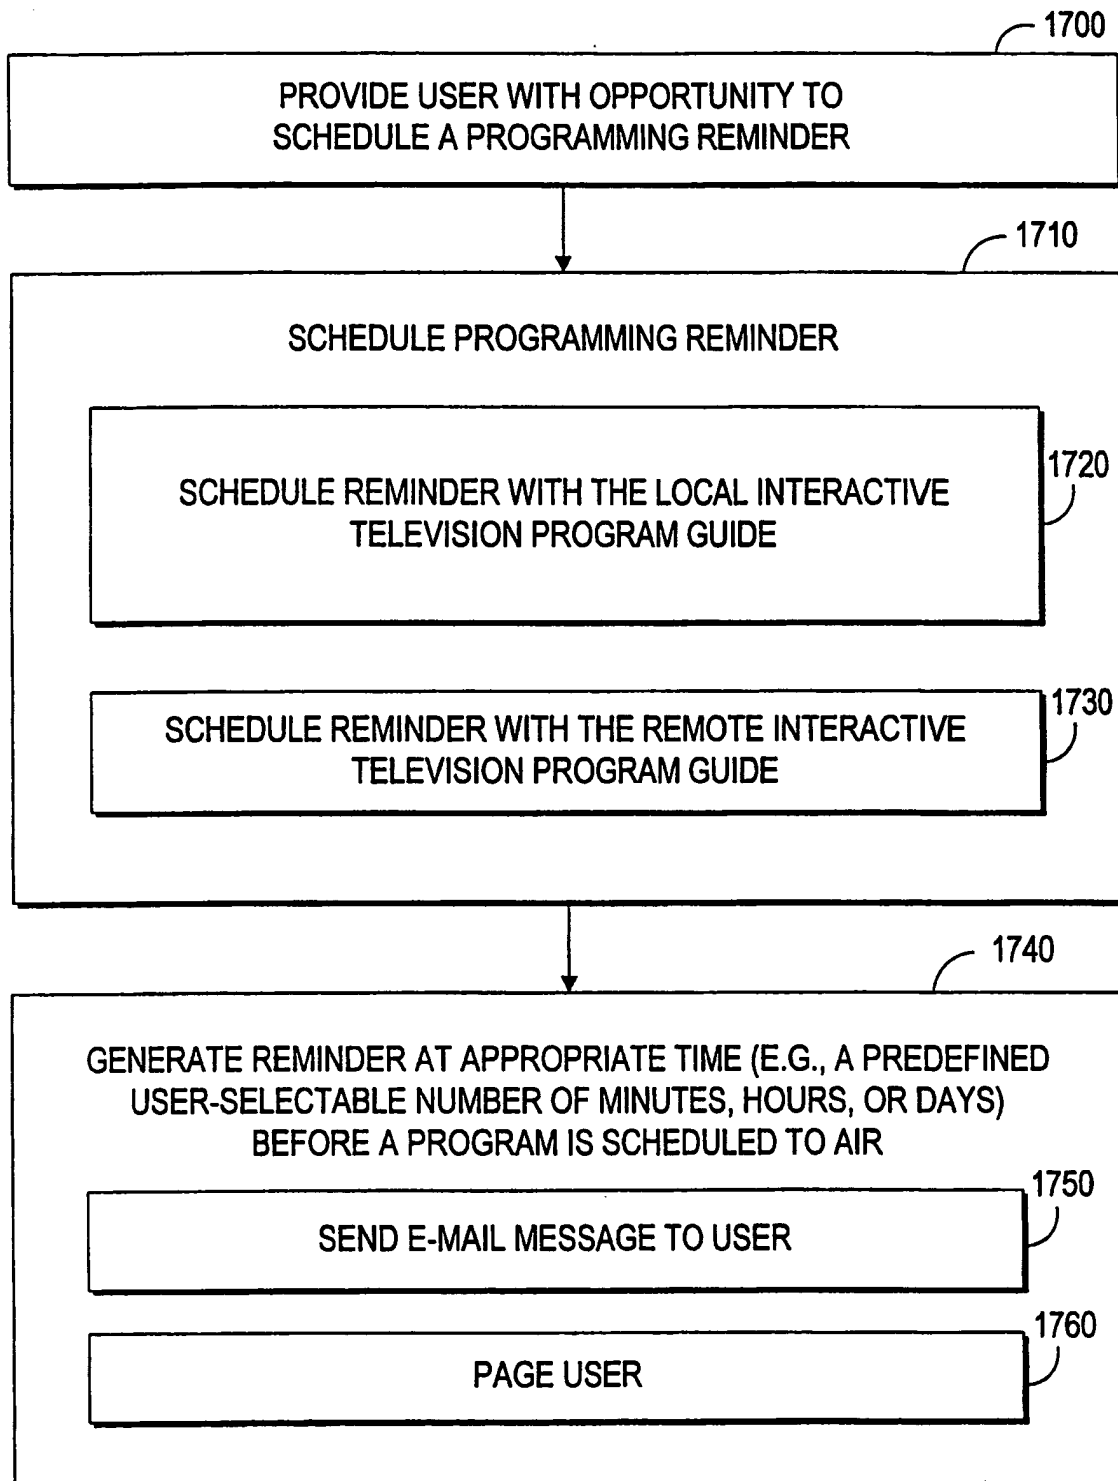 1700
PROVIDE USER WITH OPPORTUNITY TO
SCHEDULE A PROGRAMMING REMINDER
1710
SCHEDULE PROGRAMMING REMINDER
1720
SCHEDULE REMINDER WITH THE LOCAL INTERACTIVE
TELEVISION PROGRAM GUIDE
1730
SCHEDULE REMINDER WITH THE REMOTE INTERACTIVE
TELEVISION PROGRAM GUIDE
1740
GENERATE REMINDER AT APPROPRIATE TIME (E.G., A PREDEFINED
USER-SELECTABLE NUMBER OF MINUTES, HOURS, OR DAYS)
BEFORE A PROGRAM IS SCHEDULED TO AIR
1750
SEND E-MAIL MESSAGE TO USER
1760
PAGE USER